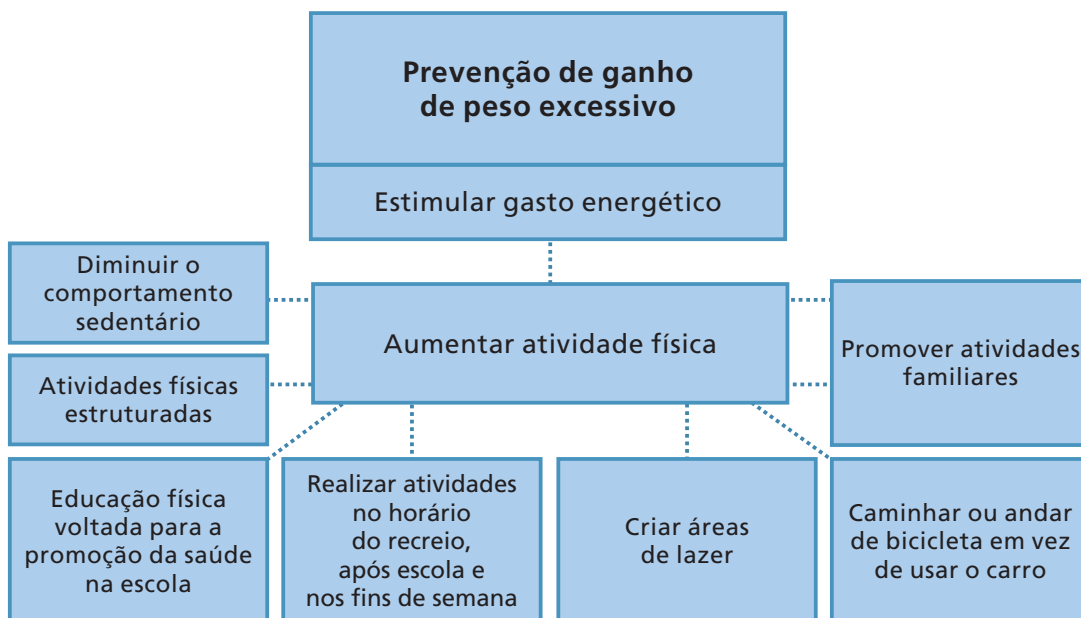 Prevenção de ganho
de peso excessivo
Estimular gasto energético
Diminuir o
comportamento
sedentário
Aumentar atividade física
Promover atividades
familiares
Atividades físicas
estruturadas
Educação física
voltada para a
promoção da saúde
na escola
Realizar atividades
no horário
do recreio,
após escola e
nos fins de semana
Criar áreas
de lazer
Caminhar ou andar
de bicicleta em vez
de usar o carro